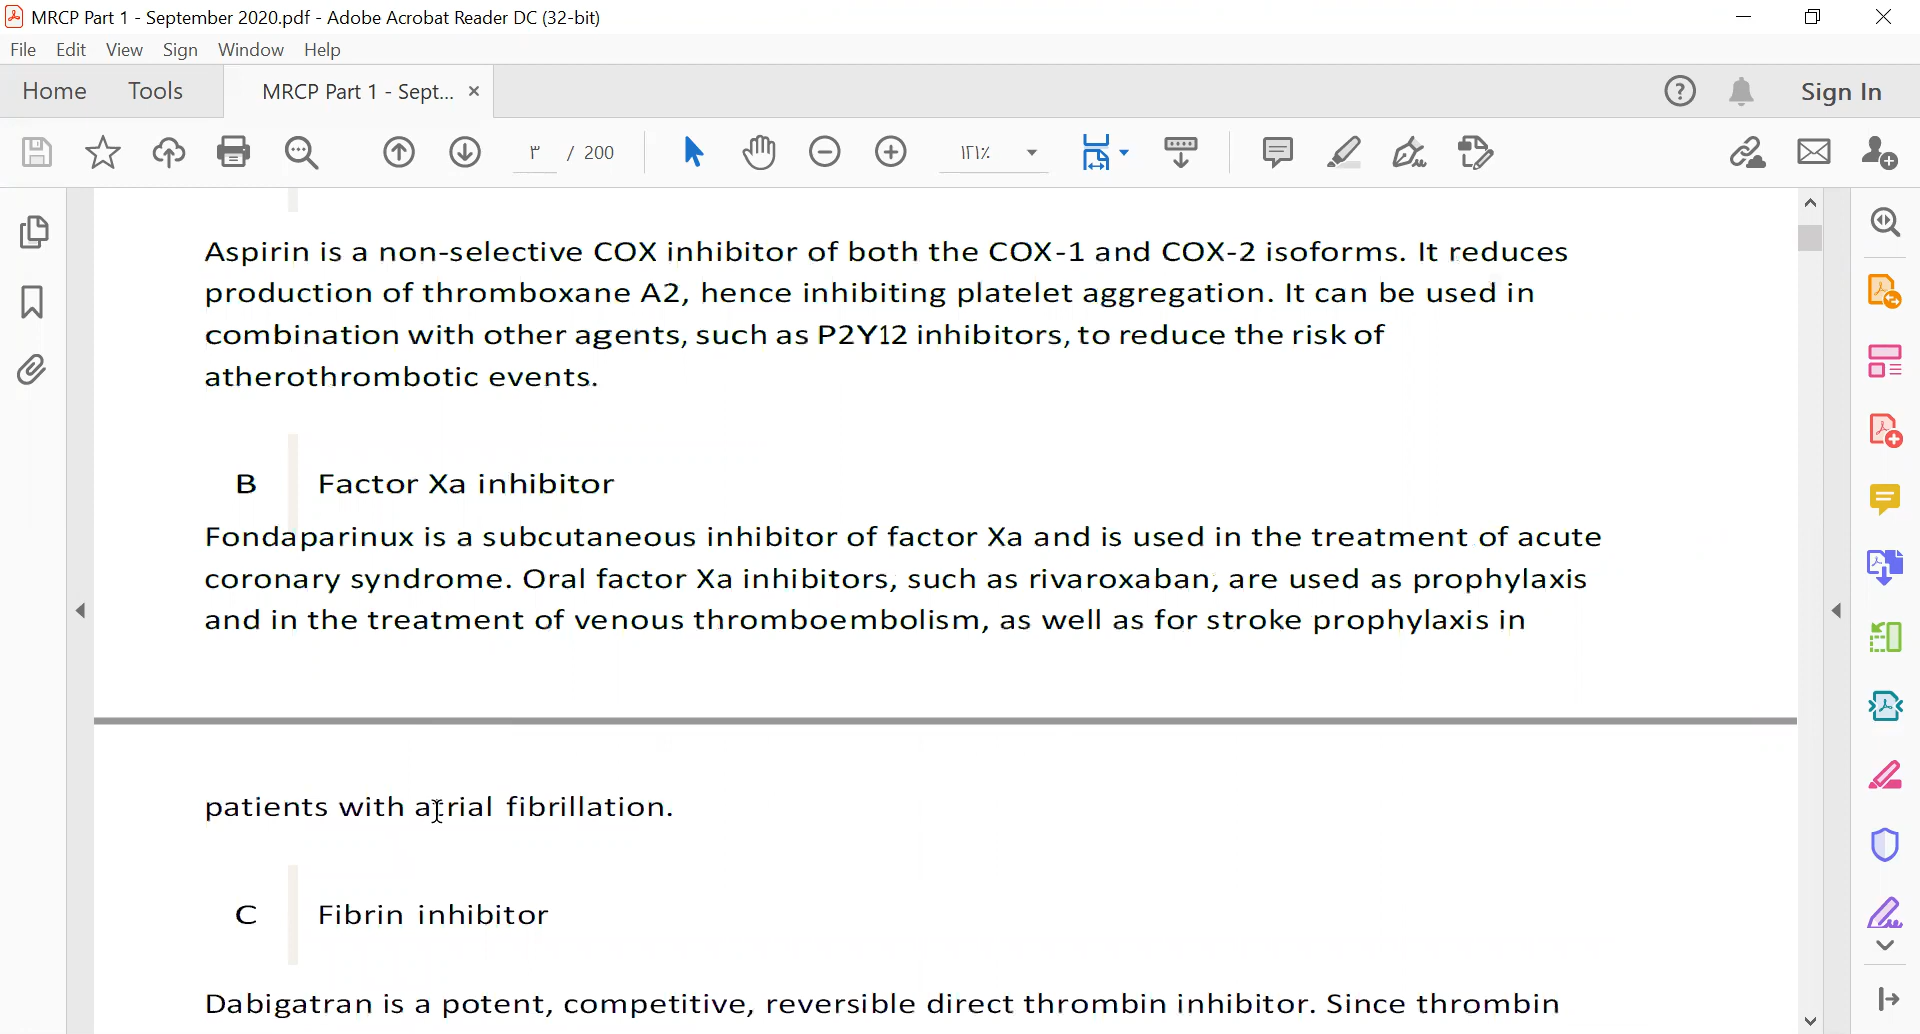 MRCP Part 1 - September 2020.pdf - Adobe Acrobat Reader DC (32-bit)
File Edit View Sign Window Help
Home Tools MRCP Part 1 - Sept... × Sign In
٣ / 200 ١٢١٪
Aspirin is a non-selective COX inhibitor of both the COX-1 and COX-2 isoforms. It reduces
production of thromboxane A2, hence inhibiting platelet aggregation. It can be used in
combination with other agents, such as P2Y12 inhibitors, to reduce the risk of
atherothrombotic events.
B Factor Xa inhibitor
Fondaparinux is a subcutaneous inhibitor of factor Xa and is used in the treatment of acute
coronary syndrome. Oral factor Xa inhibitors, such as rivaroxaban, are used as prophylaxis
and in the treatment of venous thromboembolism, as well as for stroke prophylaxis in
patients with atrial fibrillation.
C Fibrin inhibitor
Dabigatran is a potent, competitive, reversible direct thrombin inhibitor. Since thrombin